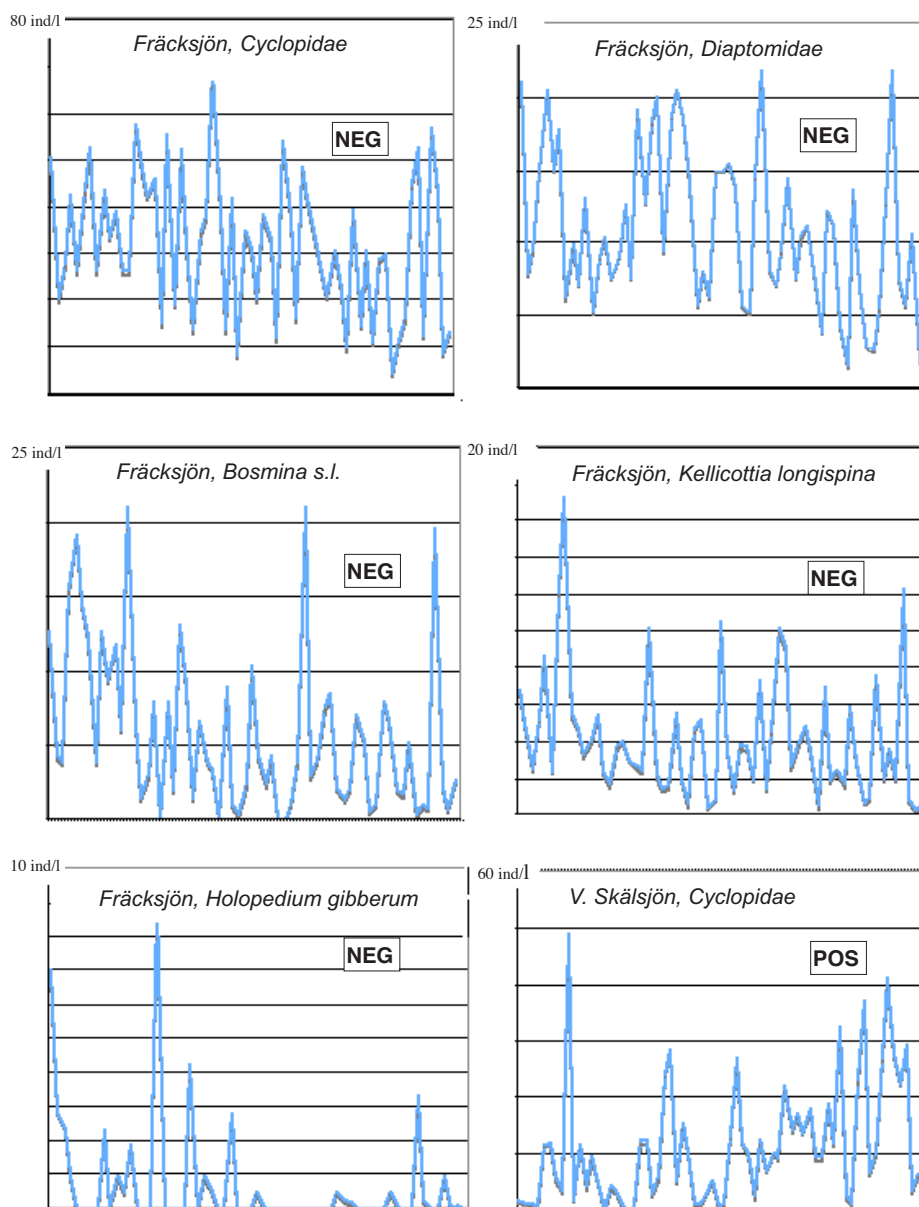 80 ind/l
Fräcksjön, Cyclopidae
NEG
25 ind/l
Fräcksjön, Diaptomidae
NEG
25 ind/l
Fräcksjön, Bosmina s.l.
NEG
20 ind/l
Fräcksjön, Kellicottia longispina
NEG
10 ind/l
Fräcksjön, Holopedium gibberum
NEG
60 ind/l
V. Skälsjön, Cyclopidae
POS